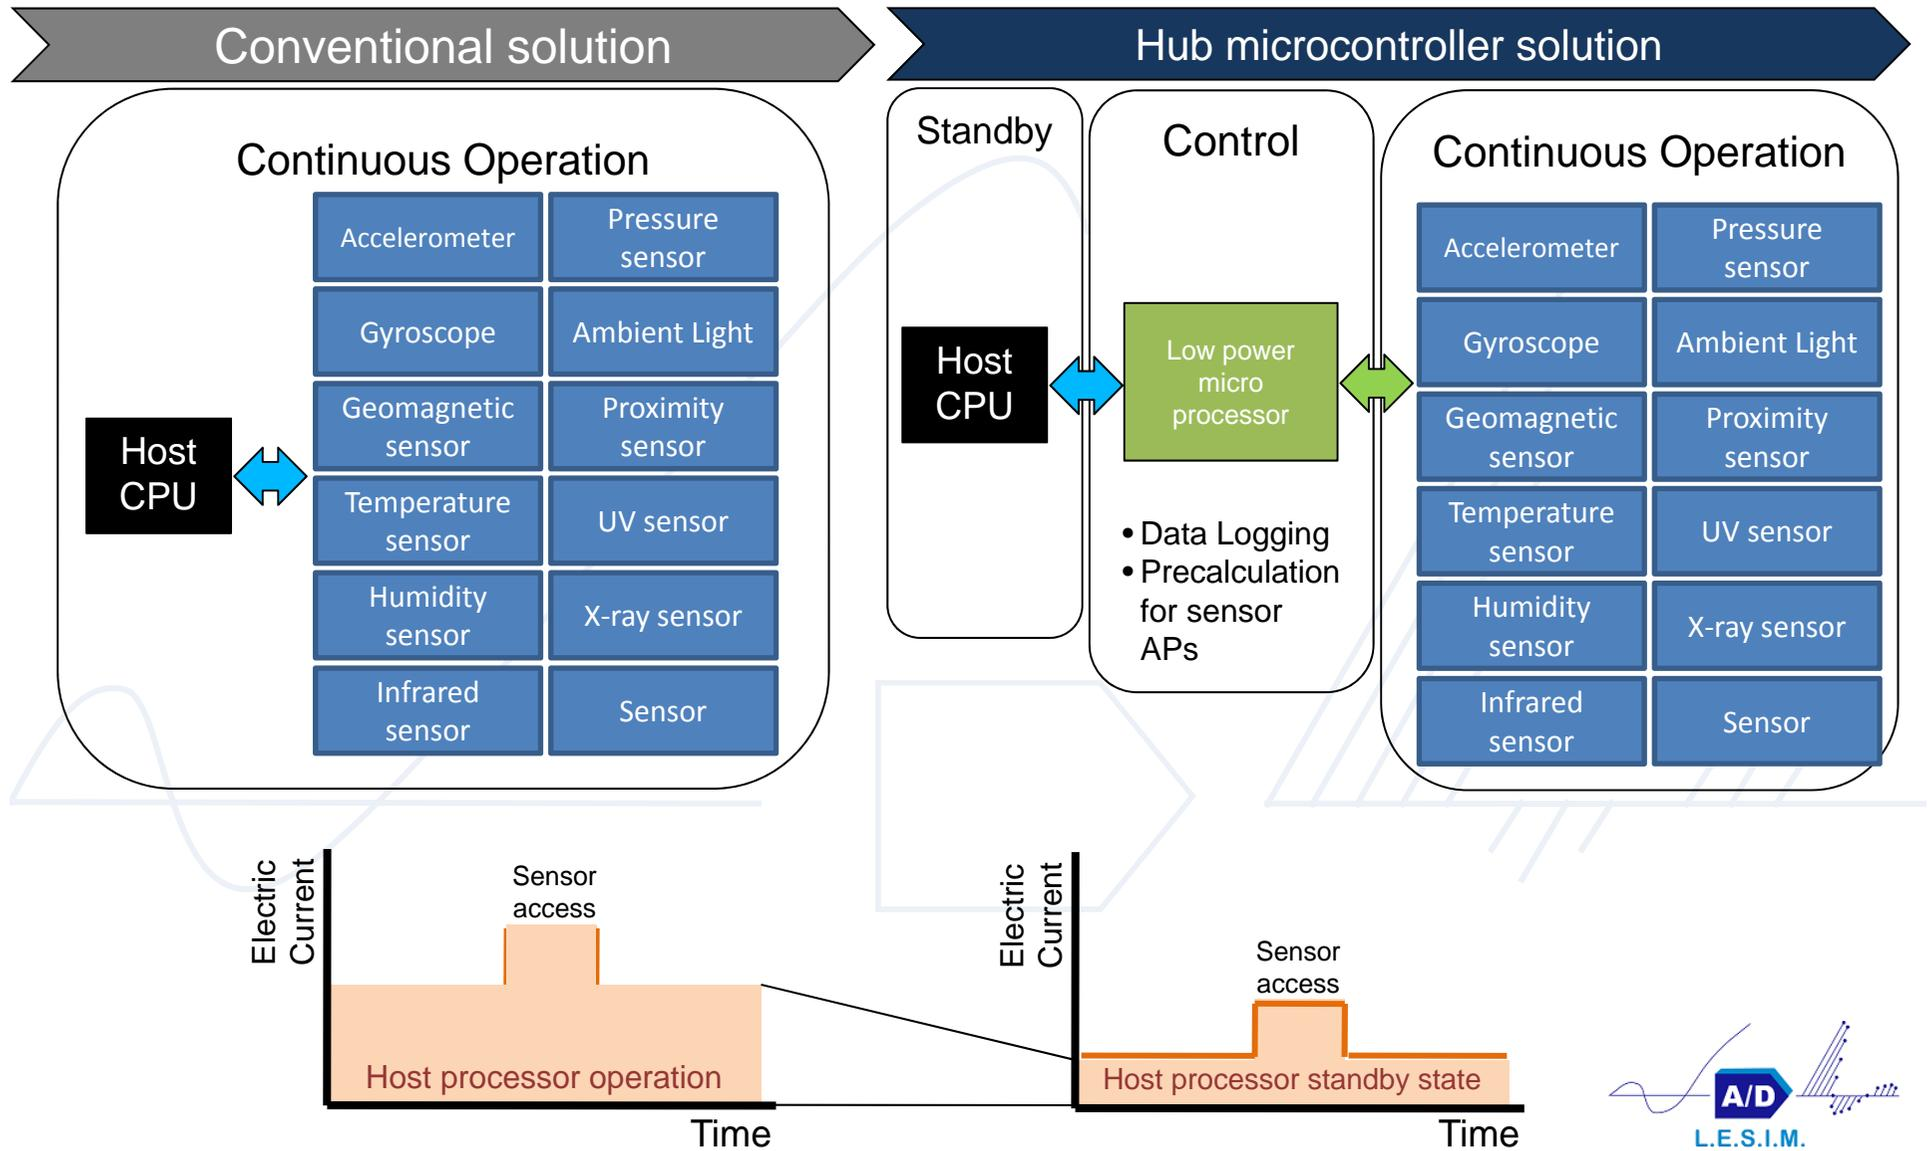 Conventional solution
Continuous Operation
Accelerometer
Pressure
sensor
Gyroscope
Ambient Light
Geomagnetic
sensor
Proximity
sensor
Temperature
sensor
UV sensor
Humidity
sensor
X-ray sensor
Infrared
sensor
Sensor
Host
CPU
Hub microcontroller solution
Standby
Host
CPU
Control
Low power
micro
processor
• Data Logging
• Precalculation
for sensor
APs
Continuous Operation
Accelerometer
Pressure
sensor
Gyroscope
Ambient Light
Geomagnetic
sensor
Proximity
sensor
Temperature
sensor
UV sensor
Humidity
sensor
X-ray sensor
Infrared
sensor
Sensor
Electric
Current
Sensor
access
Host processor operation
Time
Electric
Current
Sensor
access
Host processor standby state
Time
A/D
L.E.S.I.M.